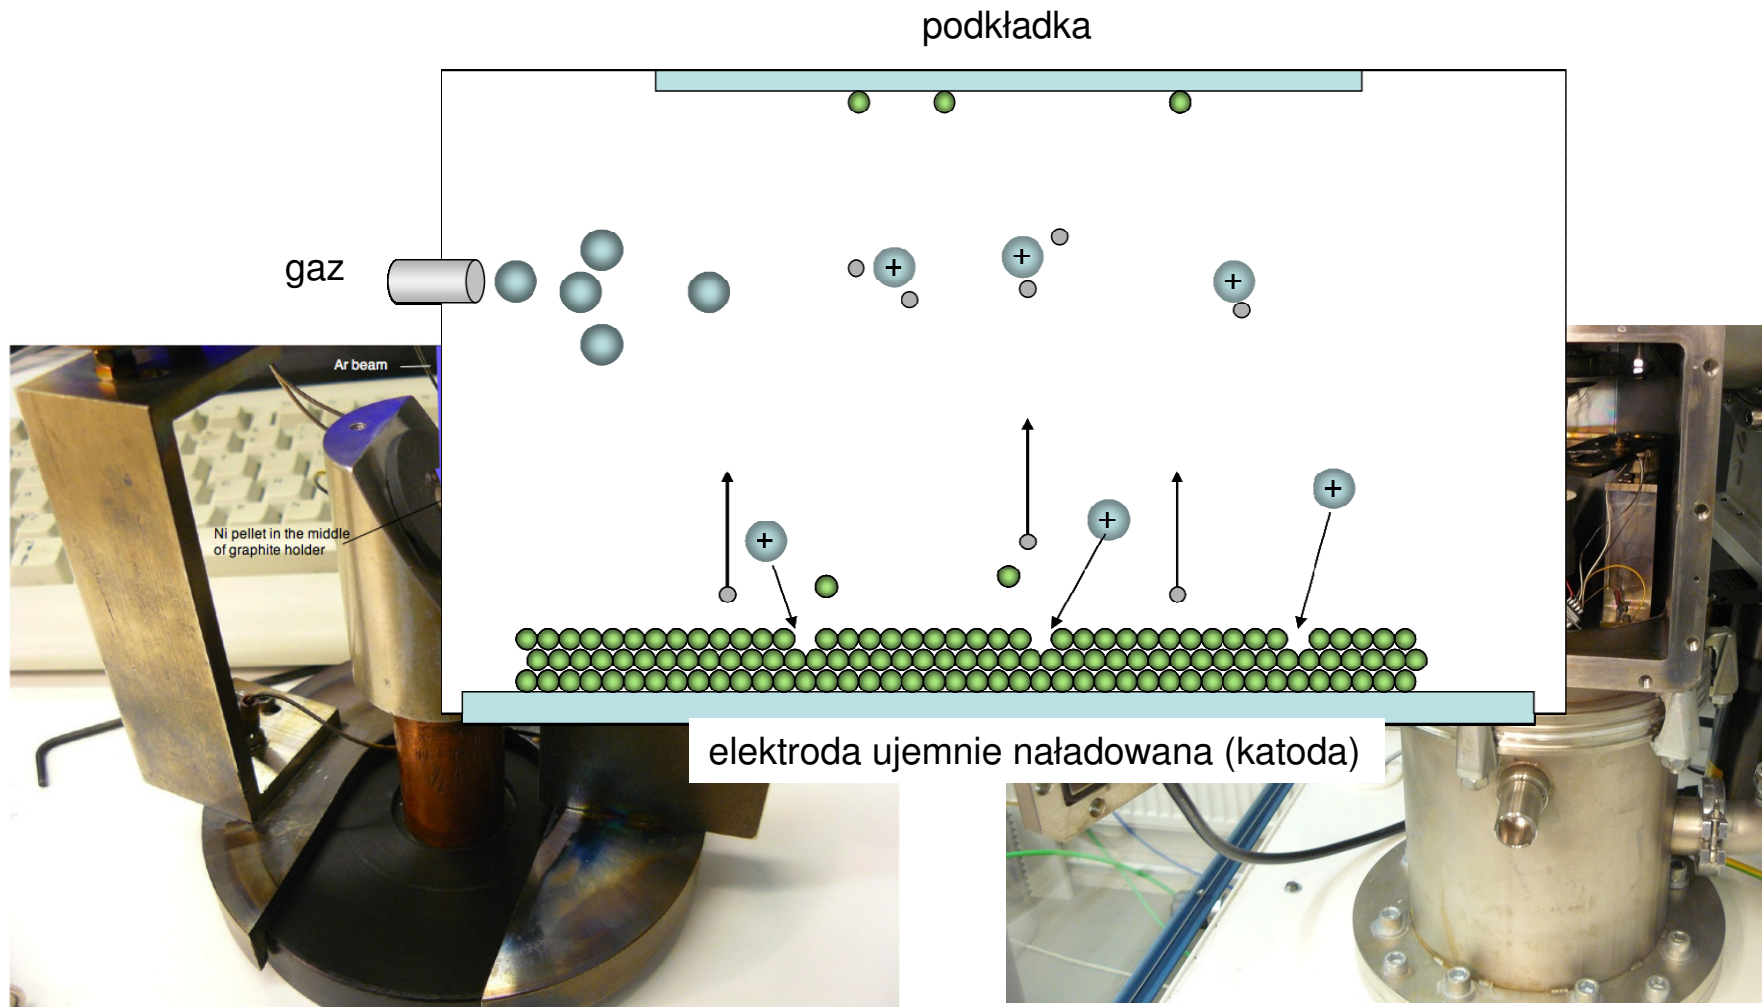 podkładka
gaz
+
+
+
Ar beam
+
+
+
Ni pellet in the middle
of graphite holder
elektroda ujemnie naładowana (katoda)